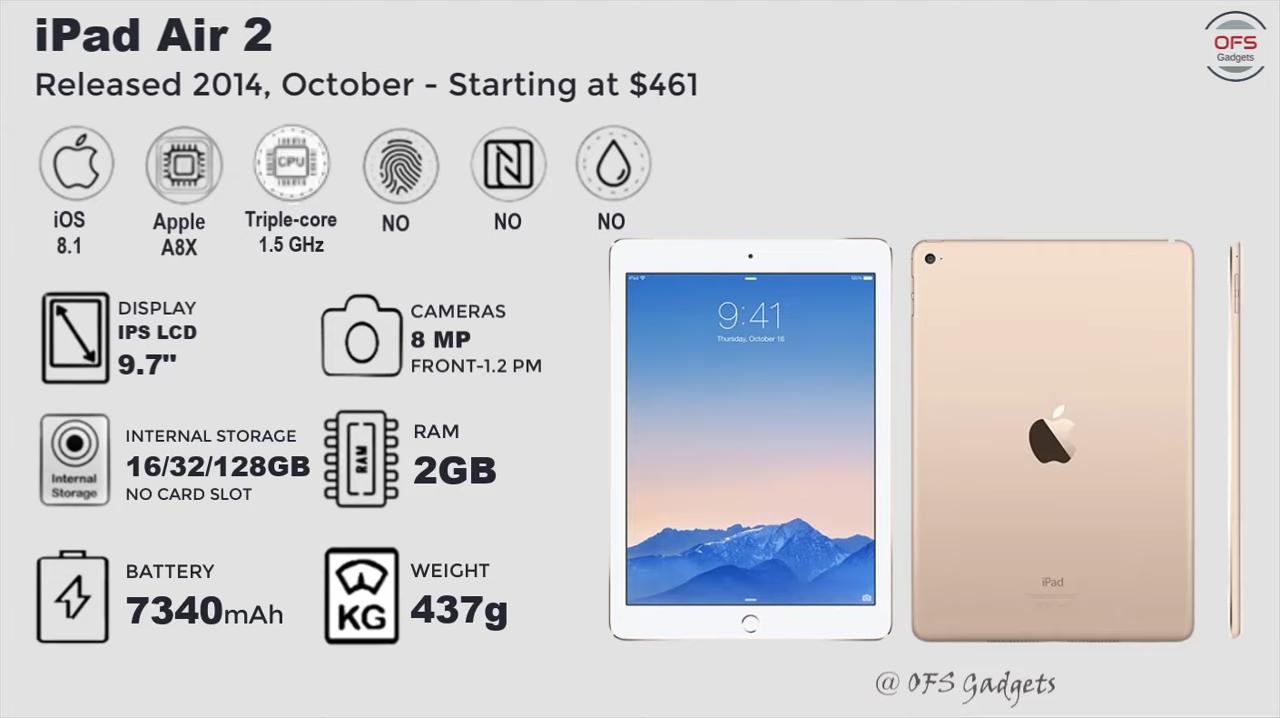 iPad Air 2
Released 2014, October - Starting at $461
OFS
Gadgets
CPU
iOS
8.1
Apple
A8X
Triple-core
1.5 GHz
NO
NO
NO
DISPLAY
IPS LCD
9.7"
CAMERAS
8 MP
FRONT-1.2 PM
Internal
Storage
INTERNAL STORAGE
16/32/128GB
NO CARD SLOT
RAM
RAM
2GB
BATTERY
7340mAh
KG
WEIGHT
437g
iPad
9:41
Thursday, October 16
iPad
@ OFS Gadgets